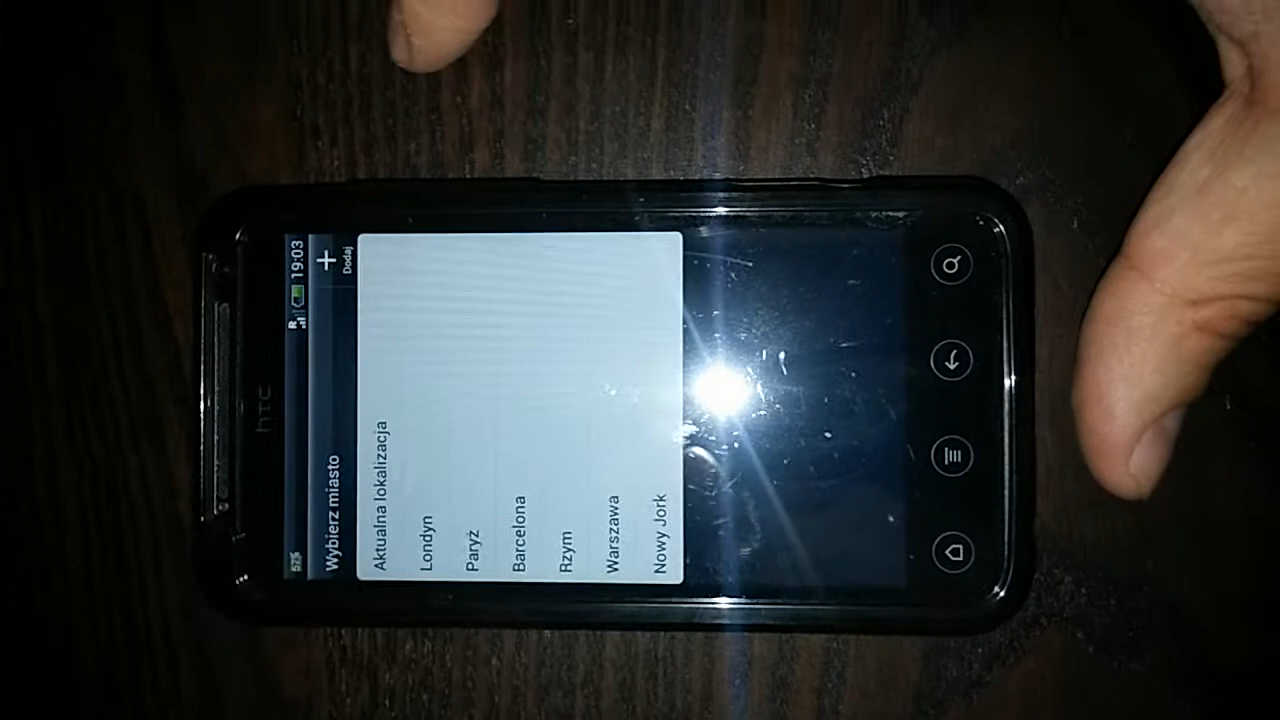 hTC
R 19:03
Wybierz miasto
Dodaj
Aktualna lokalizacja
Londyn
Paryż
Barcelona
Rzym
Warszawa
Nowy Jork